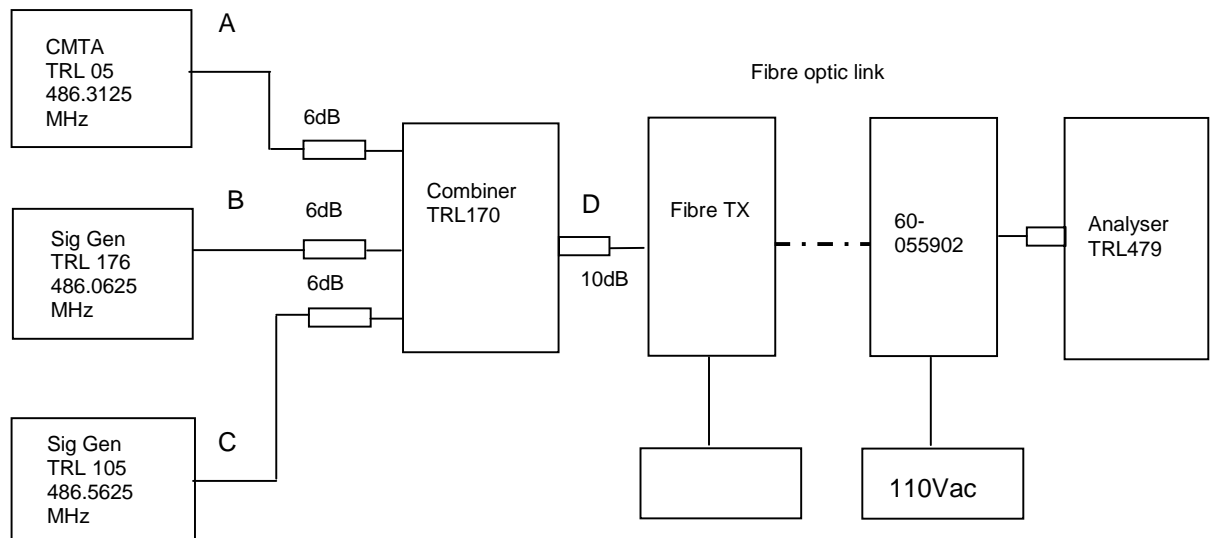 A
CMTA
TRL 05
486.3125
MHz
6dB
Fibre optic link
B
Sig Gen
TRL 176
486.0625
MHz
6dB
6dB
Combiner
TRL170
D
10dB
Fibre TX
60-
055902
Analyser
TRL479
C
Sig Gen
TRL 105
486.5625
MHz
110Vac